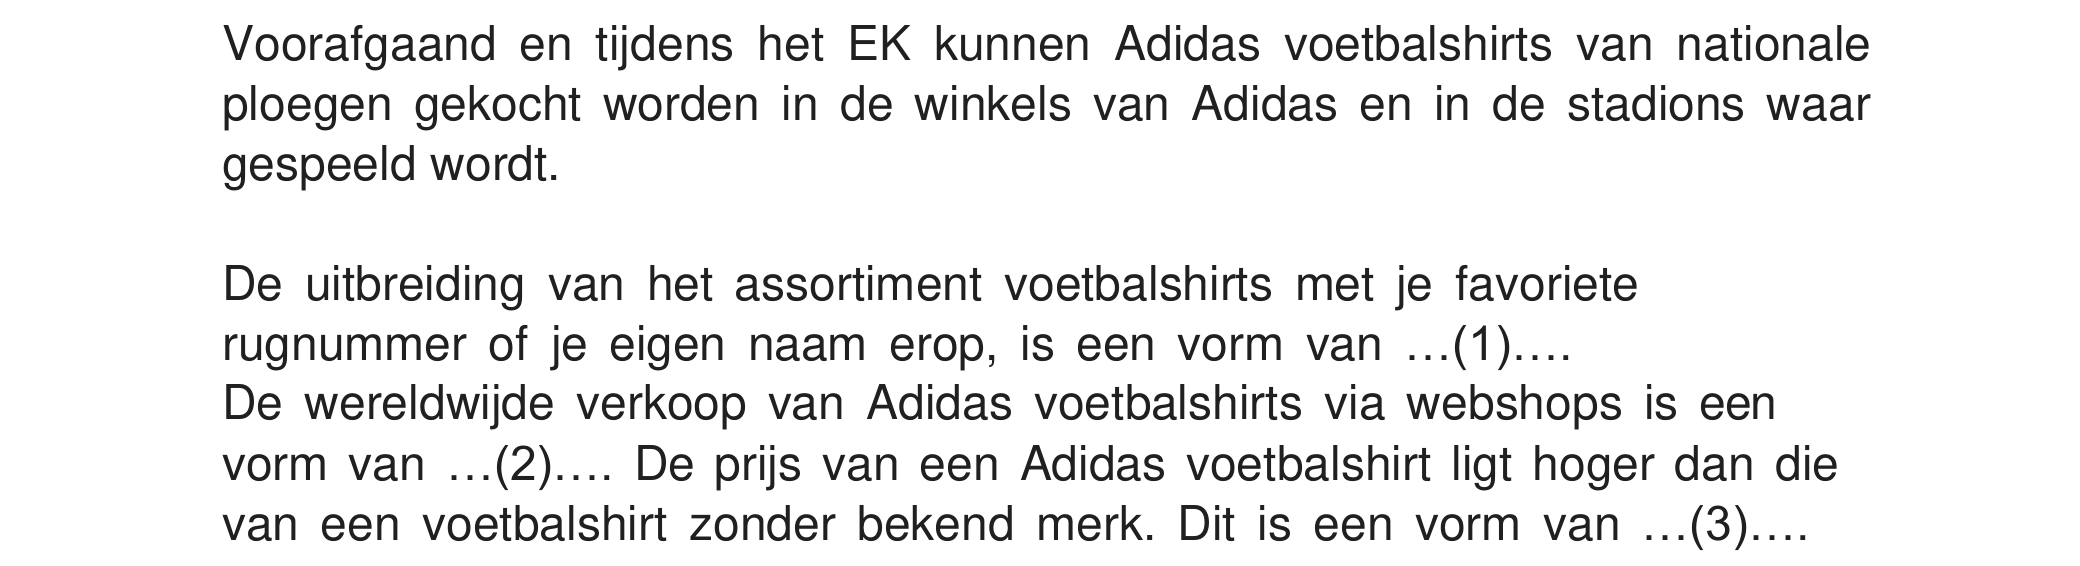 Voorafgaand en tijdens het EK kunnen Adidas voetbalshirts van nationale
ploegen gekocht worden in de winkels van Adidas en in de stadions waar
gespeeld wordt.
De uitbreiding van het assortiment voetbalshirts met je favoriete
rugnummer of je eigen naam erop, is een vorm van …(1)….
De wereldwijde verkoop van Adidas voetbalshirts via webshops is een
vorm van …(2)…. De prijs van een Adidas voetbalshirt ligt hoger dan die
van een voetbalshirt zonder bekend merk. Dit is een vorm van …(3)….